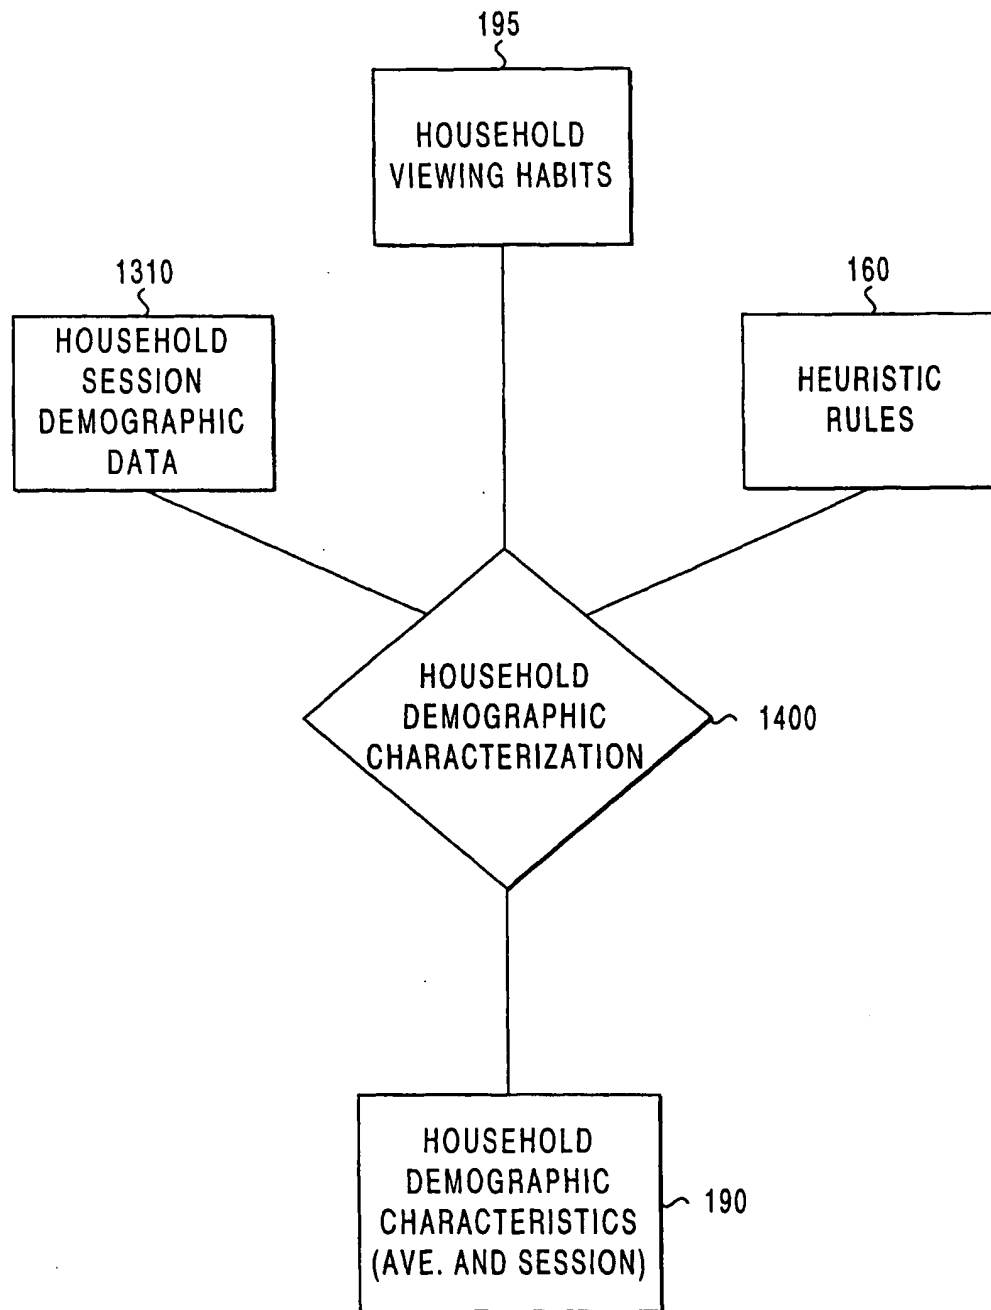 195
HOUSEHOLD
VIEWING HABITS
1310
HOUSEHOLD
SESSION
DEMOGRAPHIC
DATA
160
HEURISTIC
RULES
HOUSEHOLD
DEMOGRAPHIC
CHARACTERIZATION
1400
HOUSEHOLD
DEMOGRAPHIC
CHARACTERISTICS
(AVE. AND SESSION)
190